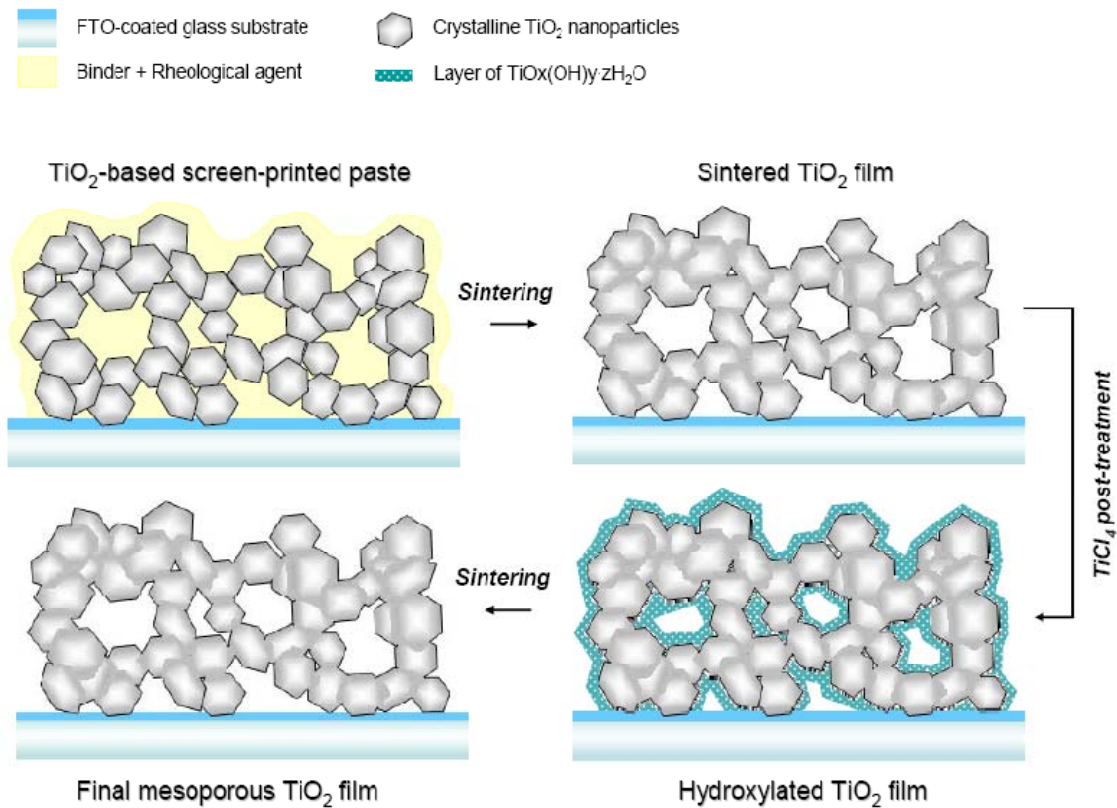 FTO-coated glass substrate
Crystalline TiO₂ nanoparticles
Binder + Rheological agent
Layer of TiOx(OH)y·zH₂O
TiO₂-based screen-printed paste
Sintered TiO₂ film
Sintering
TiCl₄ post-treatment
Sintering
Final mesoporous TiO₂ film
Hydroxylated TiO₂ film